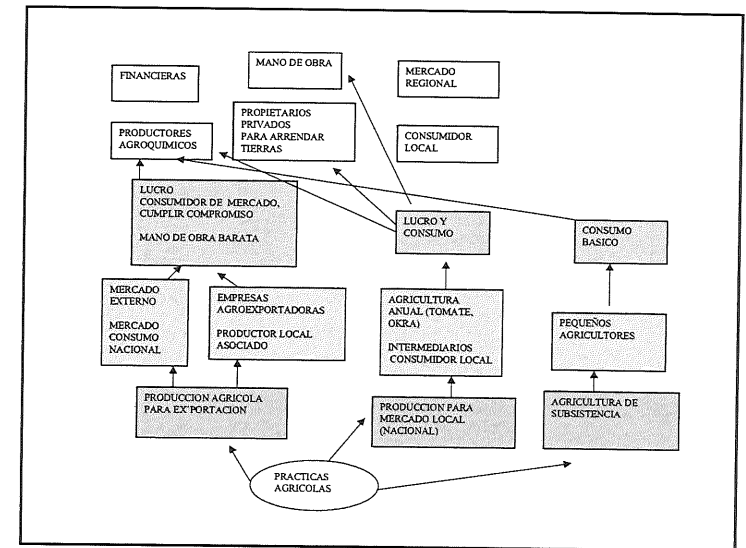 FINANCIERAS
MANO DE OBRA
MERCADO
REGIONAL
PRODUCTORES
AGROQUIMICOS
PROPIETARIOS
PRIVADOS
PARA ARRENDAR
TIERRAS
CONSUMIDOR
LOCAL
LUCRO
CONSUMIDOR DE MERCADO,
CUMPLIR COMPROMISO
MANO DE OBRA BARATA
LUCRO Y
CONSUMO
CONSUMO
BASICO
MERCADO
EXTERNO
MERCADO
CONSUMO
NACIONAL
EMPRESAS
AGROEXPORTADORAS
PRODUCTOR LOCAL
ASOCIADO
AGRICULTURA
ANUAL (TOMATE,
OKRA)
INTERMEDIARIOS
CONSUMIDOR LOCAL
PEQUEÑOS
AGRICULTORES
PRODUCCION AGRICOLA
PARA EX'PORTACION
PRODUCCION PARA
MERCADO LOCAL
(NACIONAL)
AGRICULTURA DE
SUBSISTENCIA
PRACTICAS
AGRICOLAS